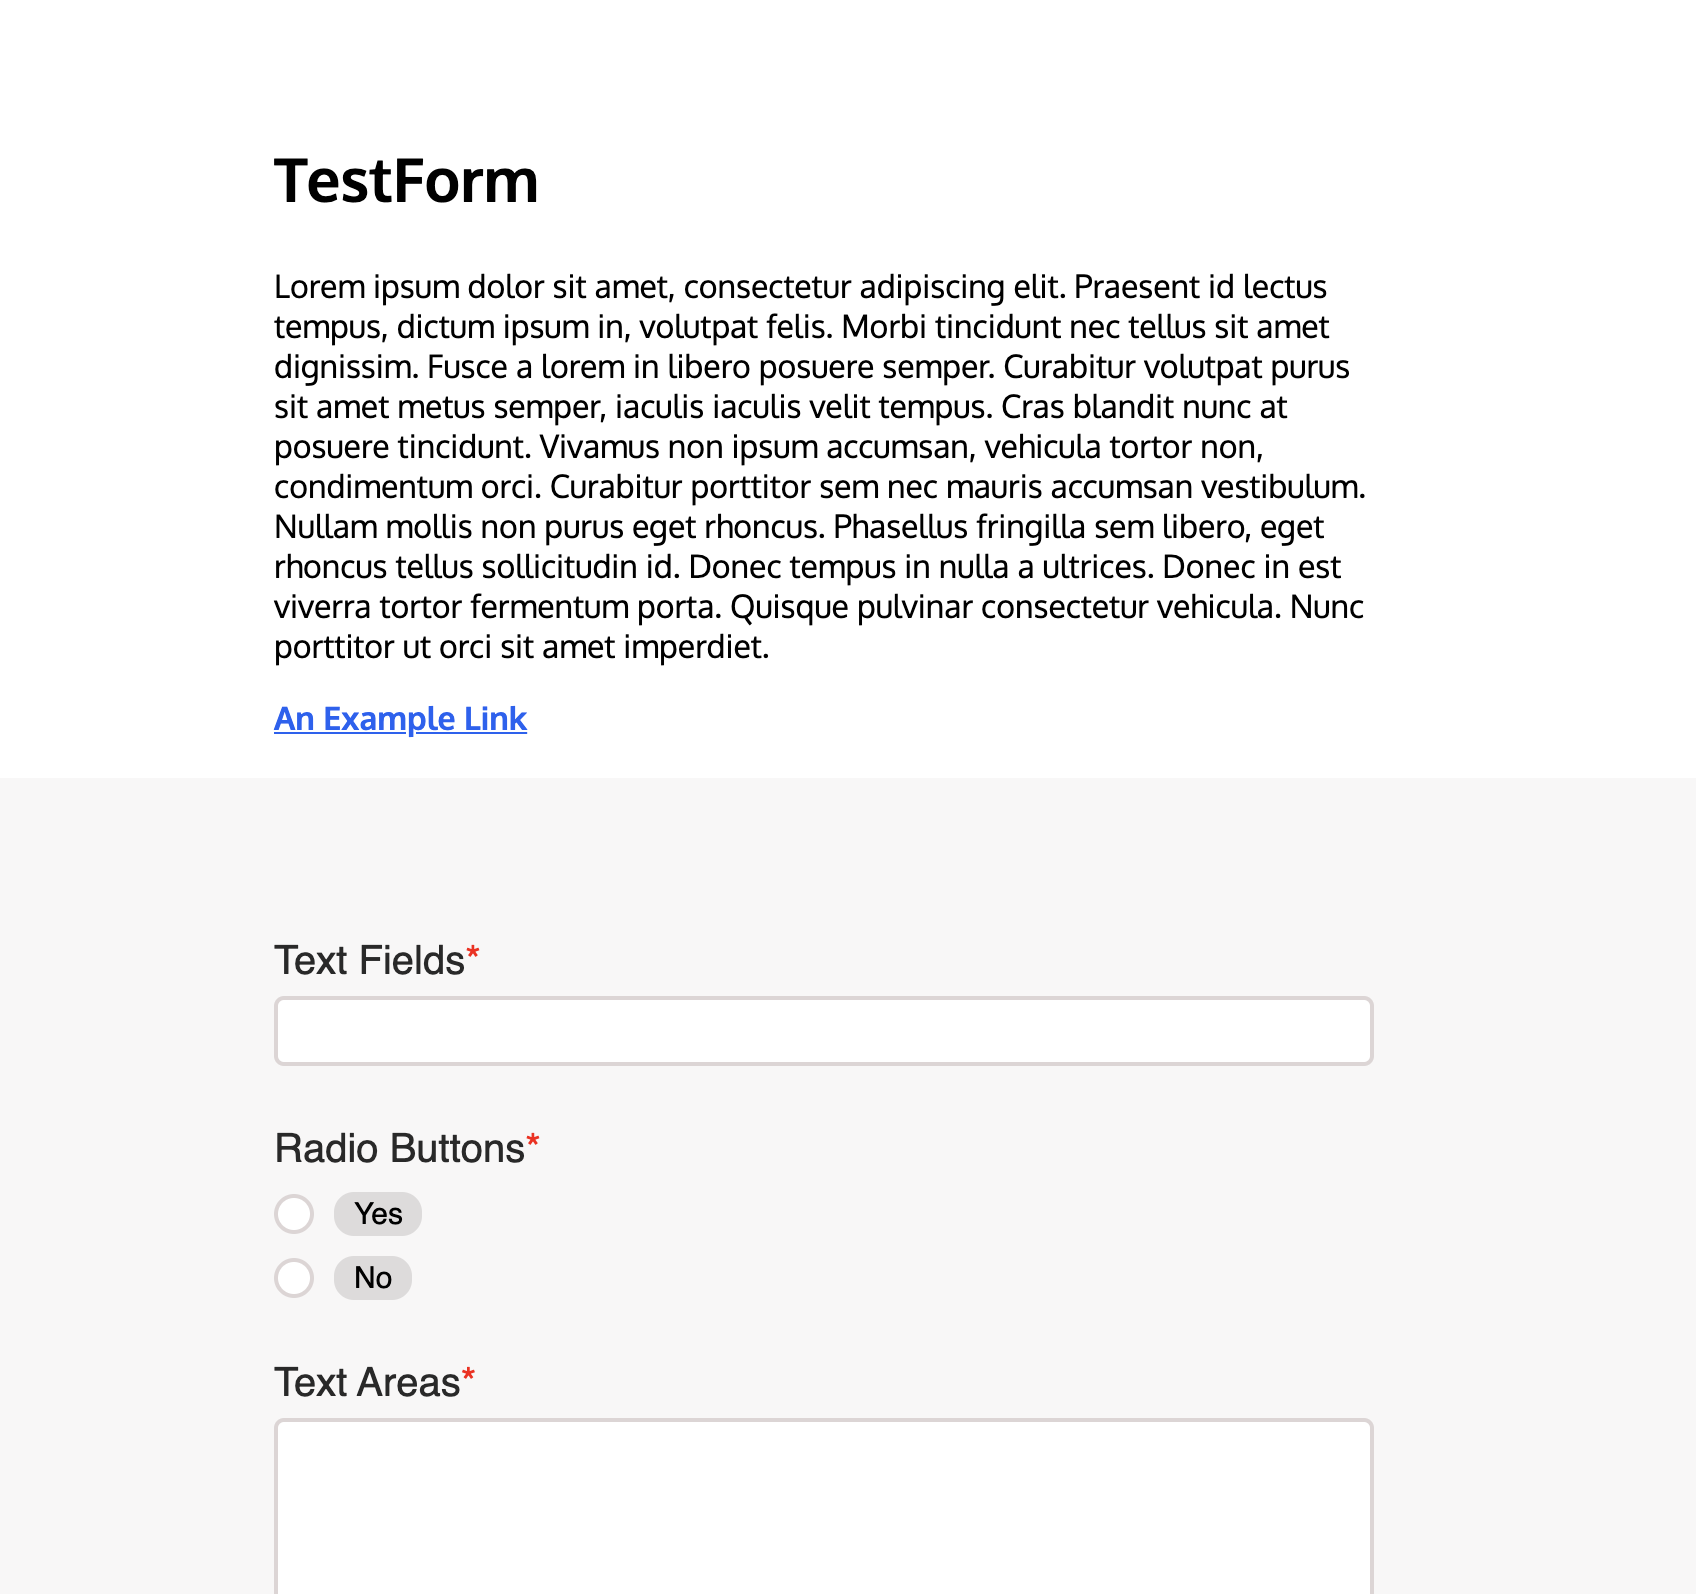 TestForm
Lorem ipsum dolor sit amet, consectetur adipiscing elit. Praesent id lectus
tempus, dictum ipsum in, volutpat felis. Morbi tincidunt nec tellus sit amet
dignissim. Fusce a lorem in libero posuere semper. Curabitur volutpat purus
sit amet metus semper, iaculis iaculis velit tempus. Cras blandit nunc at
posuere tincidunt. Vivamus non ipsum accumsan, vehicula tortor non,
condimentum orci. Curabitur porttitor sem nec mauris accumsan vestibulum.
Nullam mollis non purus eget rhoncus. Phasellus fringilla sem libero, eget
rhoncus tellus sollicitudin id. Donec tempus in nulla a ultrices. Donec in est
viverra tortor fermentum porta. Quisque pulvinar consectetur vehicula. Nunc
porttitor ut orci sit amet imperdiet.
An Example Link
Text Fields*
Radio Buttons*
Yes
No
Text Areas*